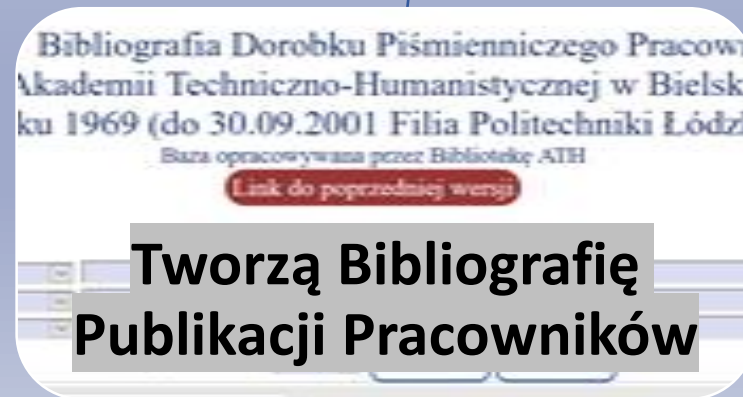 Bibliografia Dorobku Piśmienniczego Pracow
Akademii Techniczno-Humanistycznej w Bielsk
ku 1969 (do 30.09.2001 Filia Politechniki Łódz
Baza opracowywana przez Bibliotekę ATH
Link do poprzedniej wersji
Tworzą Bibliografię
Publikacji Pracowników